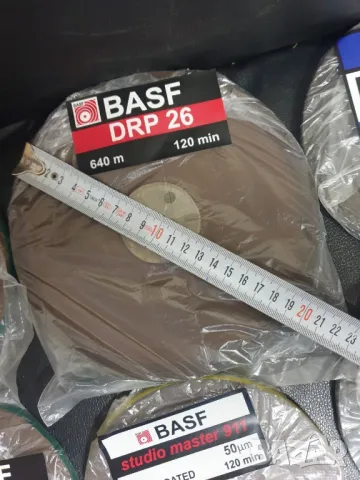 BASF
DRP 26
640 m 120 min
2 3 4 5 6 7 8 9 10 11 12 13 14 15 16 17 18 19 20 21 22 23
BASF
studio master 911
50μm
120 min
BASF